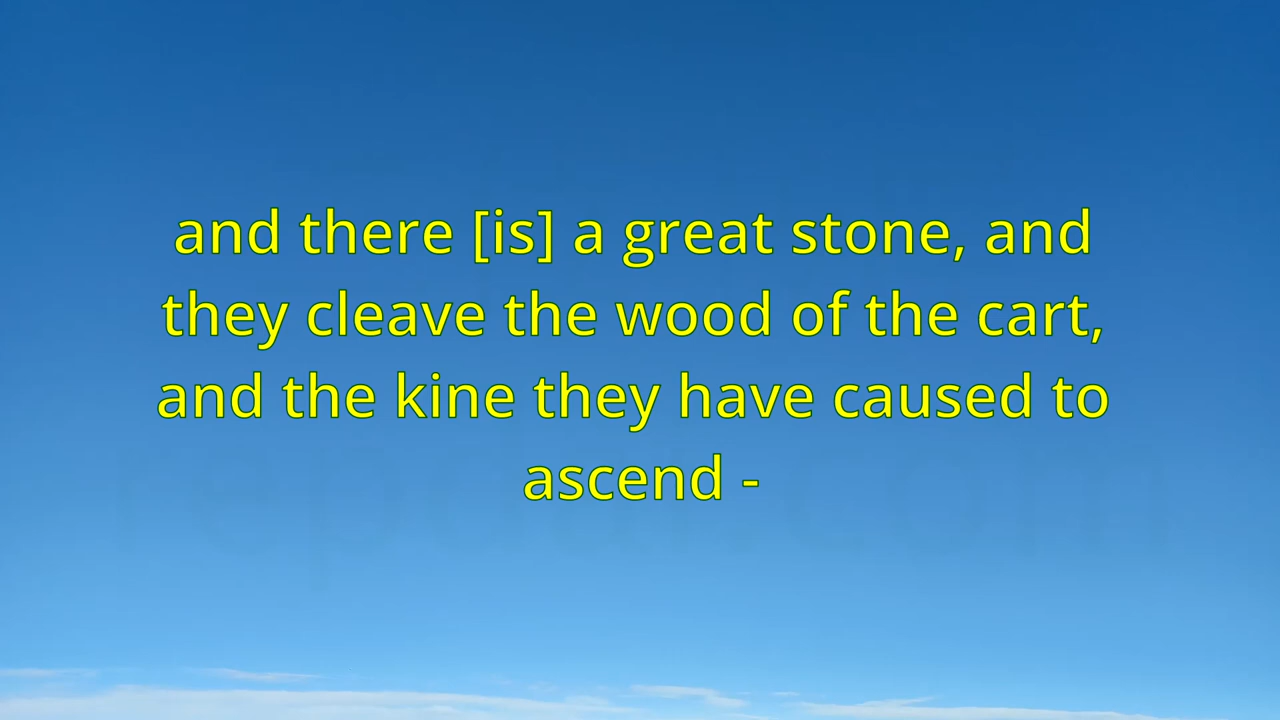 and there [is] a great stone, and
they cleave the wood of the cart,
and the kine they have caused to
ascend -